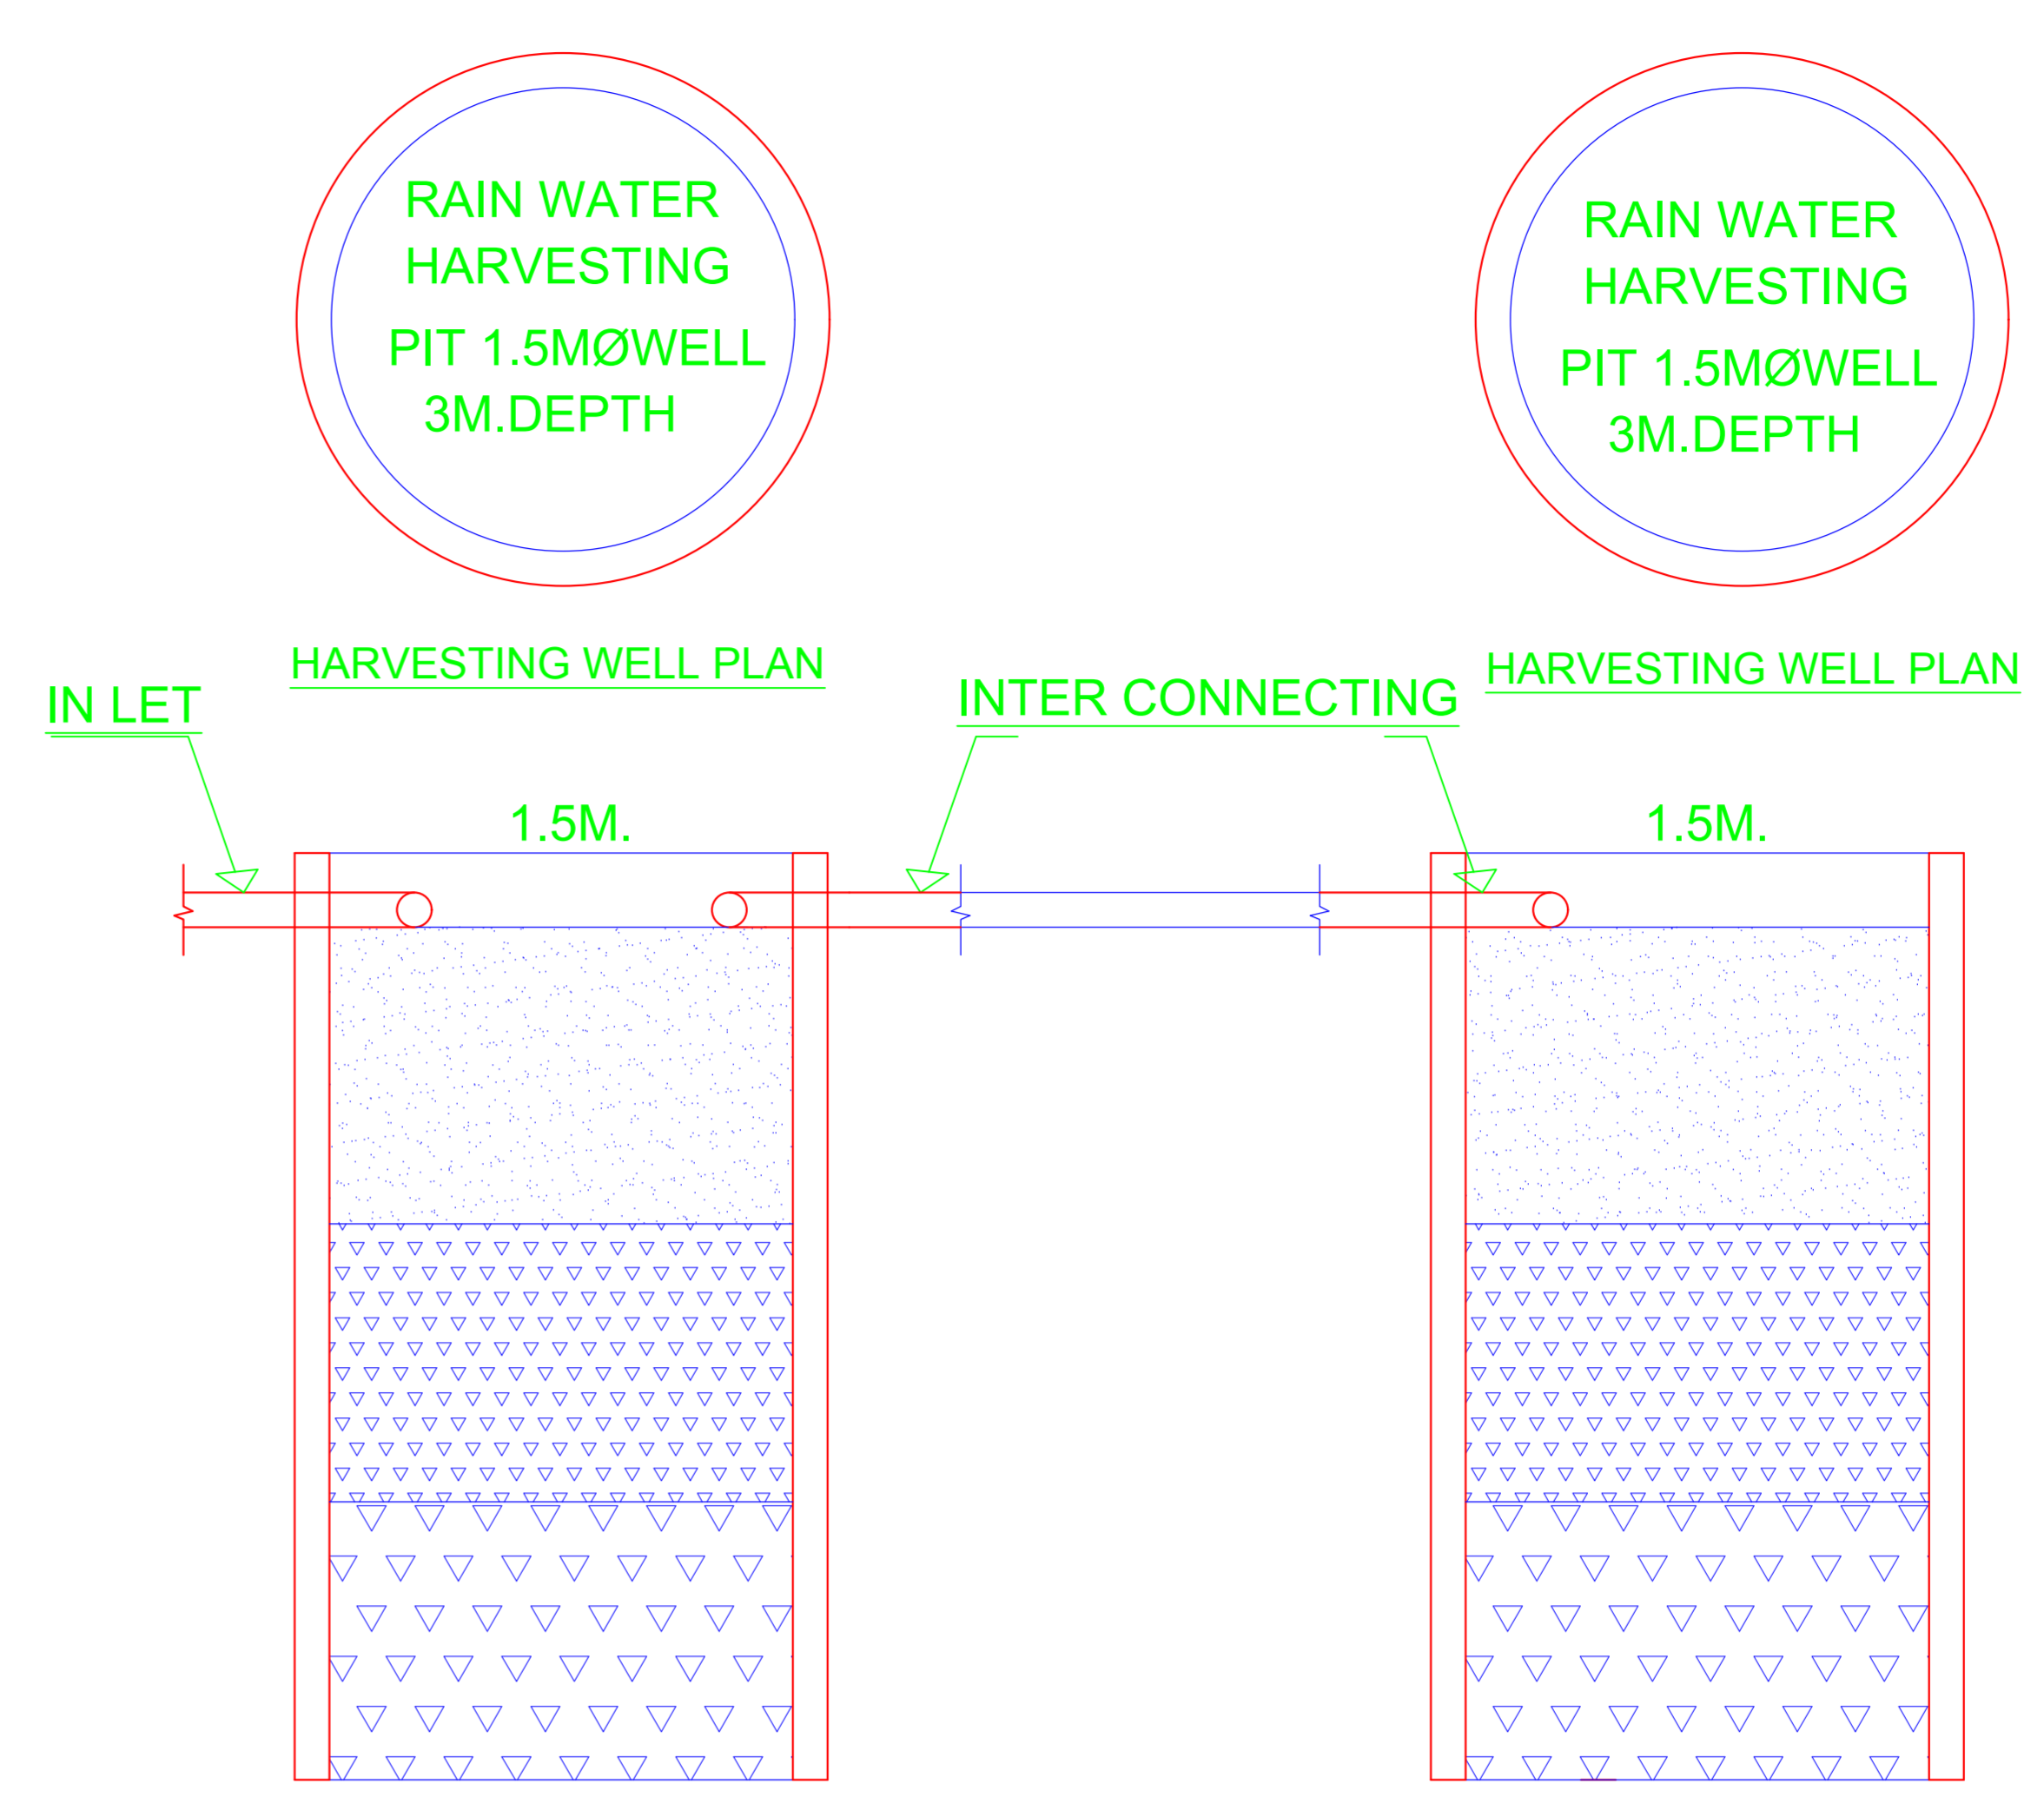 RAIN WATER
HARVESTING
PIT 1.5MØWELL
3M.DEPTH
RAIN WATER
HARVESTING
PIT 1.5MØWELL
3M.DEPTH
HARVESTING WELL PLAN
HARVESTING WELL PLAN
IN LET
INTER CONNECTING
1.5M.
1.5M.